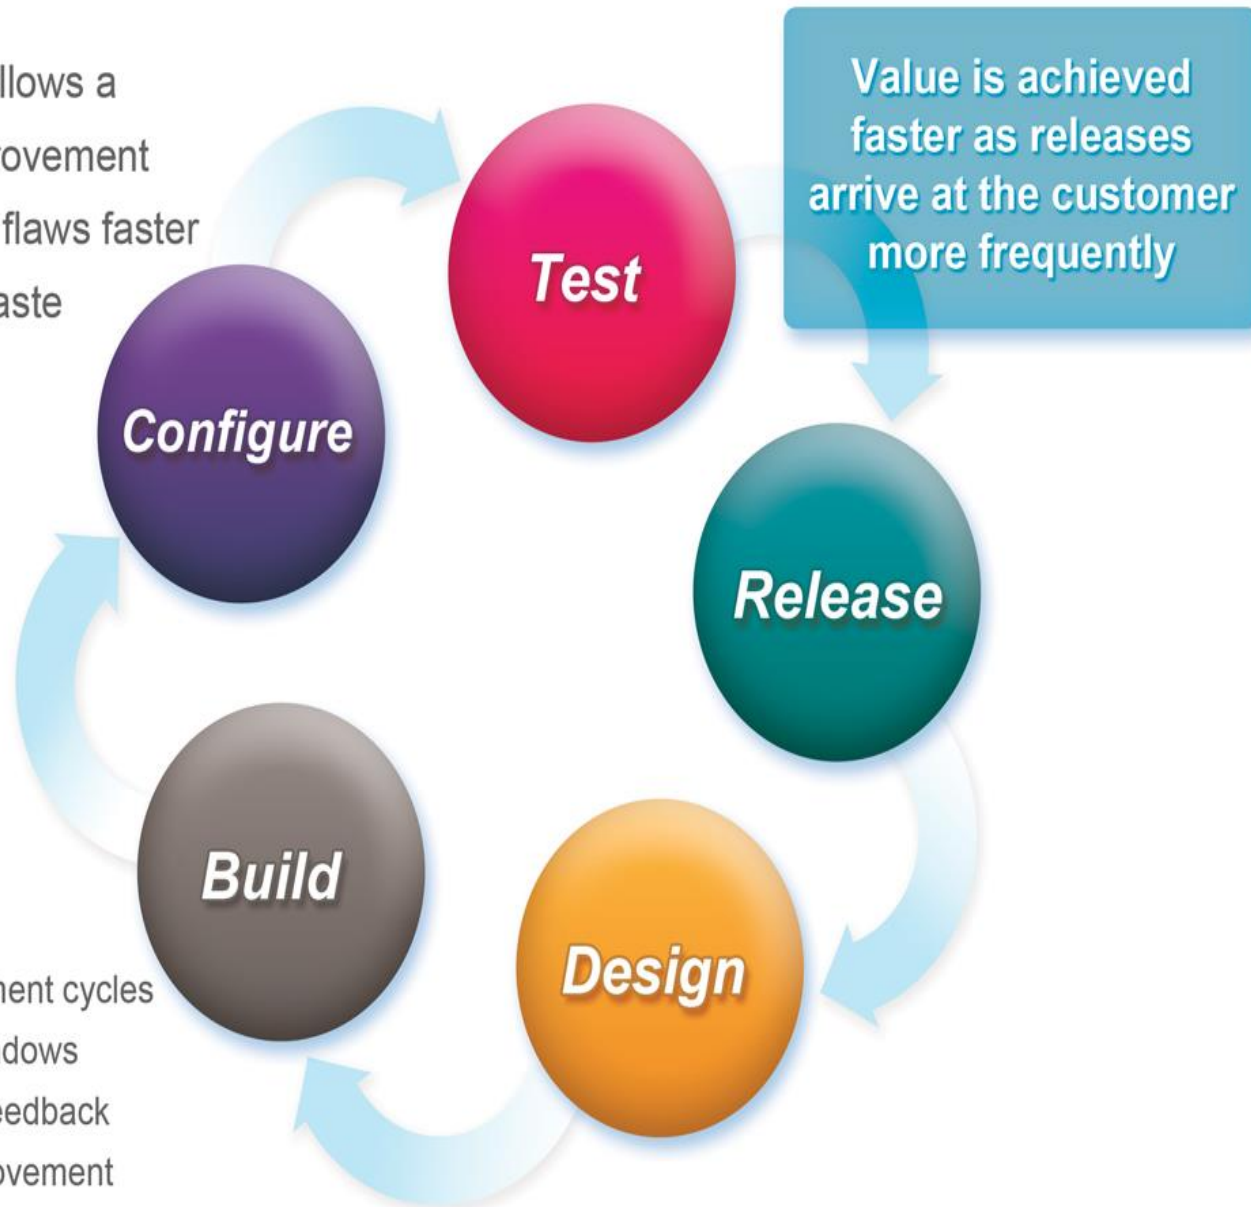 llows a
rovement
flaws faster
aste
Value is achieved
faster as releases
arrive at the customer
more frequently
Test
Configure
Release
Build
Design
nent cycles
dows
eedback
ovement